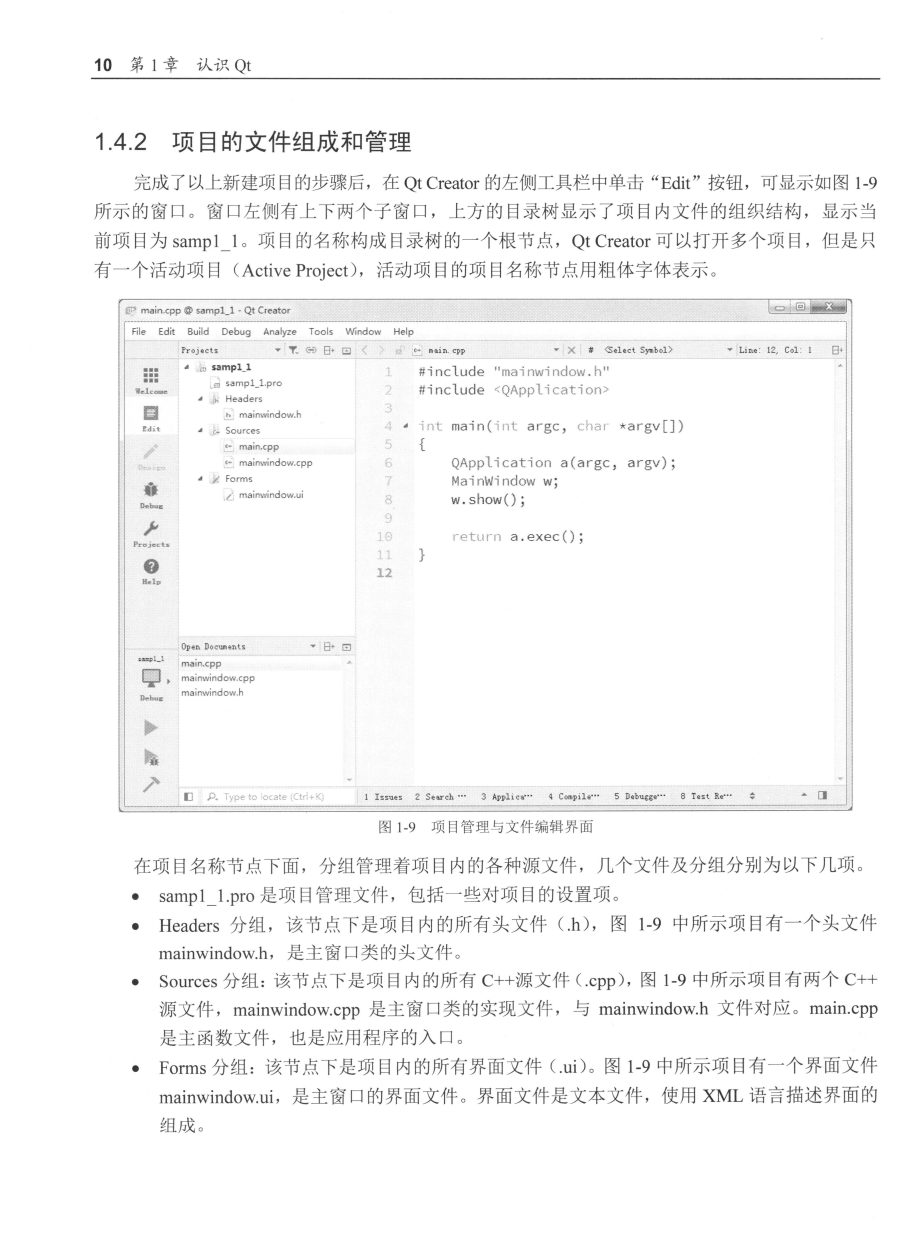 10 第 1 章 认识 Qt
1.4.2 项目的文件组成和管理
完成了以上新建项目的步骤后，在 Qt Creator 的左侧工具栏中单击“Edit”按钮，可显示如图 1-9
所示的窗口。窗口左侧有上下两个子窗口，上方的目录树显示了项目内文件的组织结构，显示当
前项目为 samp1_1。项目的名称构成目录树的一个根节点，Qt Creator 可以打开多个项目，但是只
有一个活动项目（Active Project），活动项目的项目名称节点用粗体字体表示。
main.cpp @ samp1_1 - Qt Creator
File Edit Build Debug Analyze Tools Window Help
Projects
main.cpp
# <Select Symbol>
Line: 12, Col: 1
Welcome
Edit
Design
Debug
Projects
Help
samp1_1
samp1_1.pro
Headers
mainwindow.h
Sources
main.cpp
mainwindow.cpp
Forms
mainwindow.ui
1 #include "mainwindow.h"
2 #include <QApplication>
3
4 int main(int argc, char *argv[])
5 {
6 QApplication a(argc, argv);
7 MainWindow w;
8 w.show();
9
10 return a.exec();
11 }
12
Open Documents
main.cpp
mainwindow.cpp
mainwindow.h
samp1_1
Debug
Type to locate (Ctrl+K)
1 Issues 2 Search ··· 3 Applica··· 4 Compile··· 5 Debugge··· 8 Test Re···
图 1-9 项目管理与文件编辑界面
在项目名称节点下面，分组管理着项目内的各种源文件，几个文件及分组分别为以下几项。
● samp1_1.pro 是项目管理文件，包括一些对项目的设置项。
● Headers 分组，该节点下是项目内的所有头文件（.h），图 1-9 中所示项目有一个头文件
mainwindow.h，是主窗口类的头文件。
● Sources 分组：该节点下是项目内的所有 C++源文件（.cpp），图 1-9 中所示项目有两个 C++
源文件，mainwindow.cpp 是主窗口类的实现文件，与 mainwindow.h 文件对应。main.cpp
是主函数文件，也是应用程序的入口。
● Forms 分组：该节点下是项目内的所有界面文件（.ui）。图 1-9 中所示项目有一个界面文件
mainwindow.ui，是主窗口的界面文件。界面文件是文本文件，使用 XML 语言描述界面的
组成。